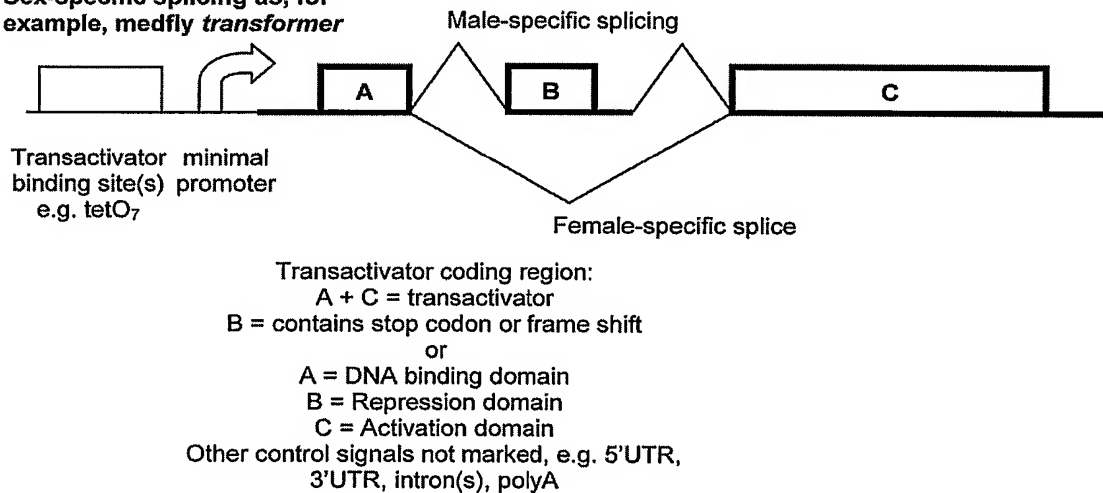 Sex-specific splicing as, for
example, medfly transformer
Male-specific splicing
A
B
C
Transactivator minimal
binding site(s) promoter
e.g. tetO₇
Female-specific splice
Transactivator coding region:
A + C = transactivator
B = contains stop codon or frame shift
or
A = DNA binding domain
B = Repression domain
C = Activation domain
Other control signals not marked, e.g. 5'UTR,
3'UTR, intron(s), polyA